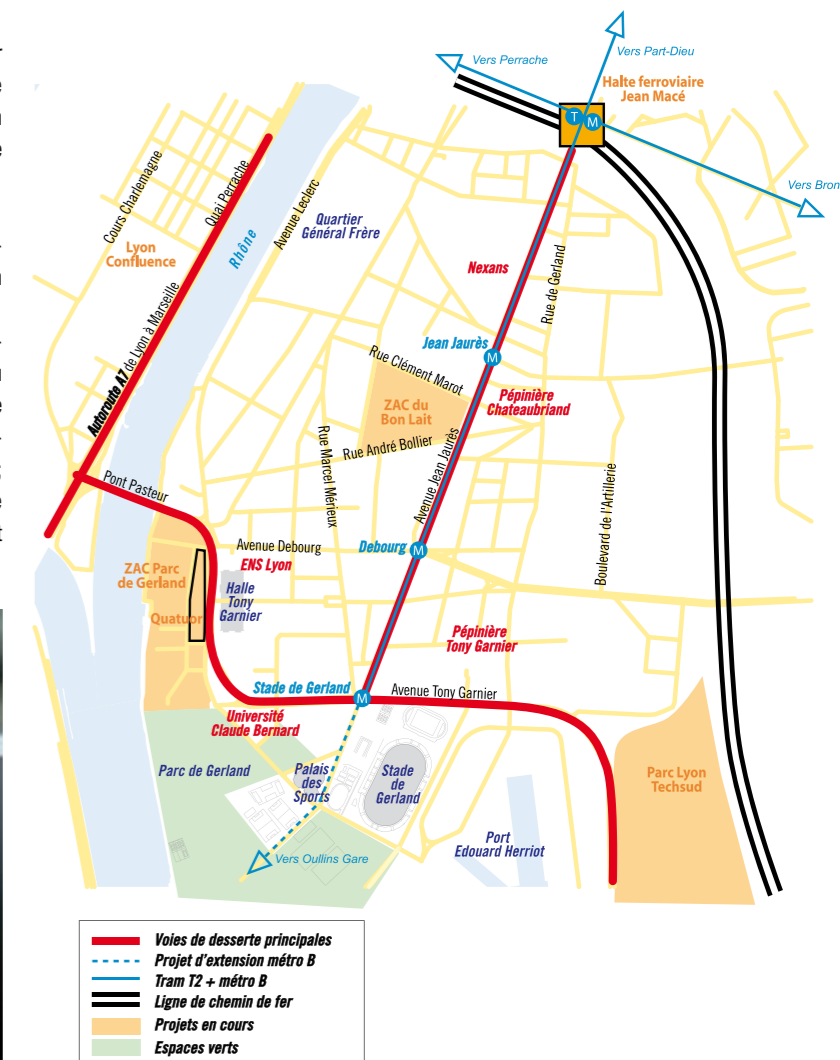 Vers Part-Dieu
Vers Perrache
Halte ferroviaire
Jean Macé
T
M
Vers Bron
Cours Charlemagne
Quai Perrache
Avenue Leclerc
Quartier
Général Frère
Lyon
Confluence
Rhône
Nexans
Rue de Gerland
Autoroute A7 de Lyon à Marseille
Jean Jaurès
M
Rue Clément Marot
Pépinière
Chateaubriand
ZAC du
Bon Lait
Rue André Bollier
Rue Marcel Mérieux
Avenue Jean Jaurès
Boulevard de l'Artillerie
Pont Pasteur
Avenue Debourg
Debourg
M
ENS Lyon
ZAC Parc
de Gerland
Halle
Tony
Garnier
Quatuor
Pépinière
Tony Garnier
Stade de Gerland
M
Avenue Tony Garnier
Université
Claude Bernard
Parc de Gerland
Palais
des
Sports
Stade
de
Gerland
Parc Lyon
Techsud
Port
Edouard Herriot
Vers Oullins Gare
Voies de desserte principales
Projet d'extension métro B
Tram T2 + métro B
Ligne de chemin de fer
Projets en cours
Espaces verts